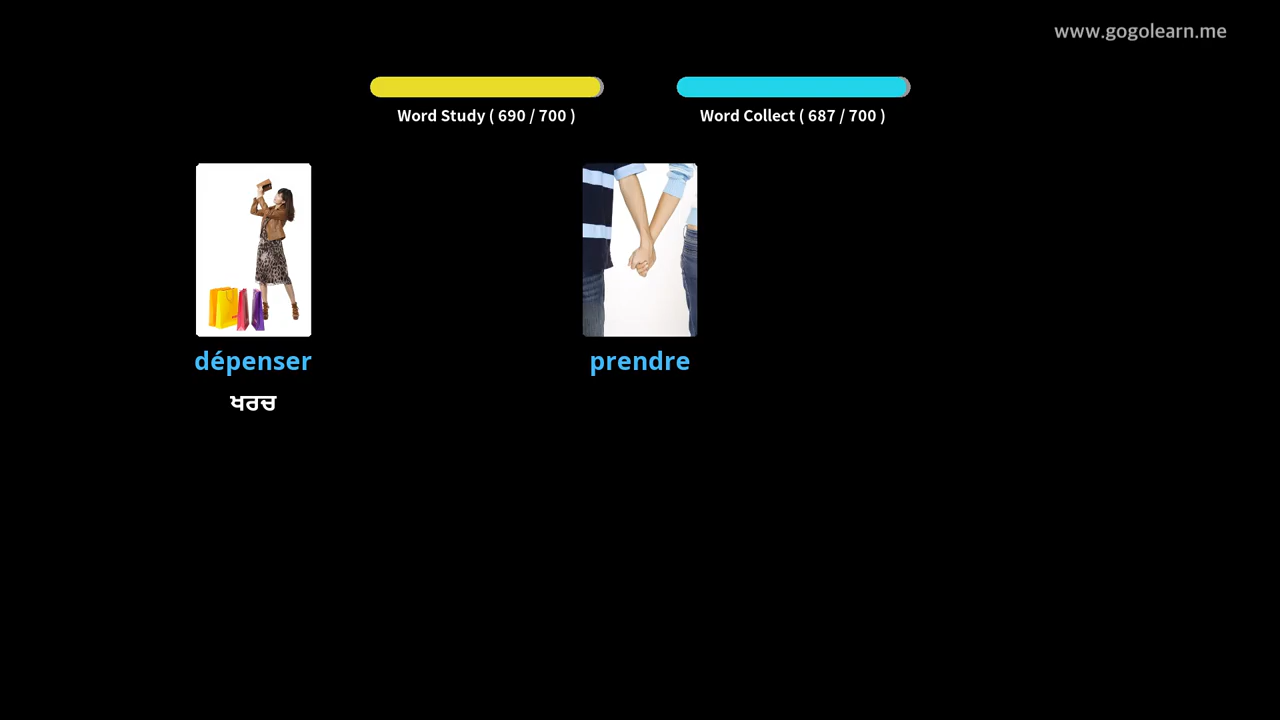 www.gogolearn.me
Word Study ( 690 / 700 )
Word Collect ( 687 / 700 )
dépenser
prendre
ਖਰਚ